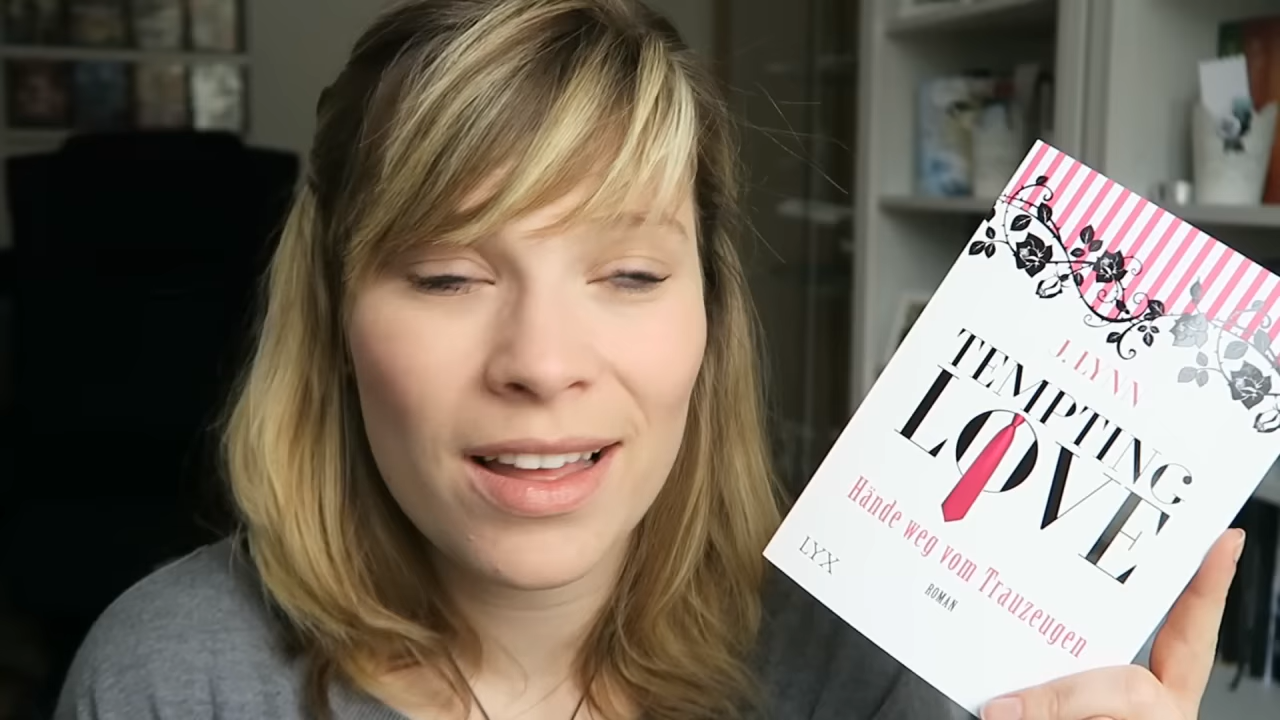 J. LYNN
TEMPTING
LOVE
Hände weg vom Trauzeugen
ROMAN
LYX